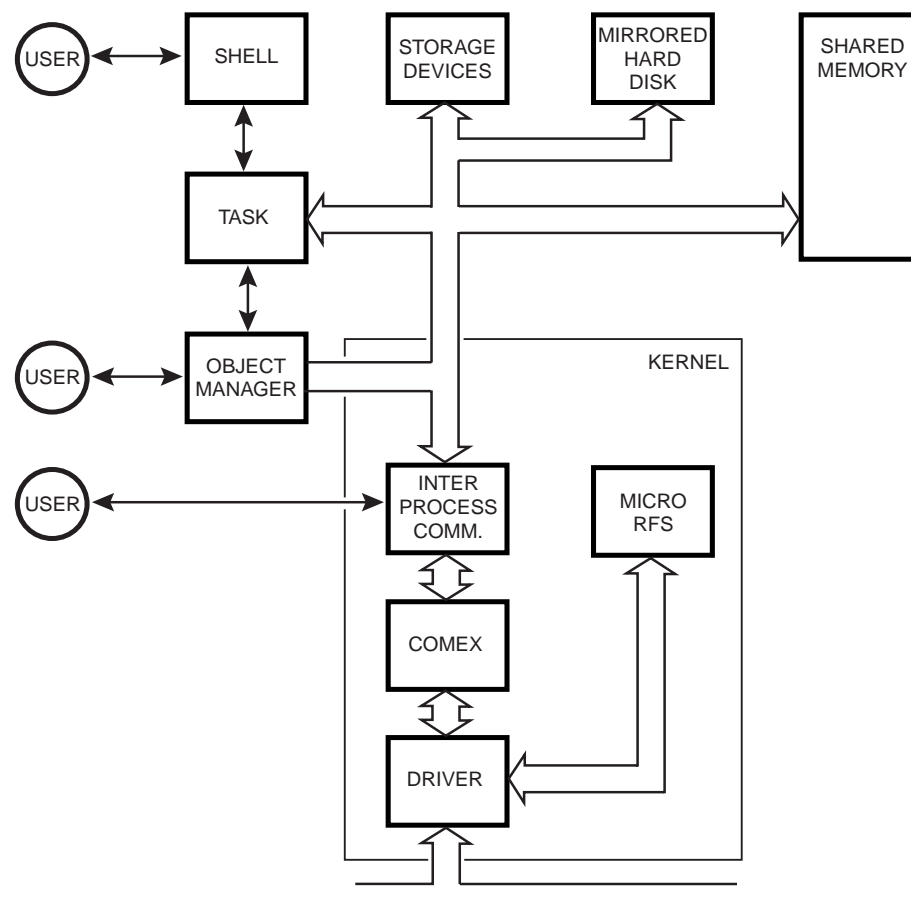 USER
SHELL
STORAGE
DEVICES
MIRRORED
HARD
DISK
SHARED
MEMORY
TASK
USER
OBJECT
MANAGER
KERNEL
USER
INTER
PROCESS
COMM.
MICRO
RFS
COMEX
DRIVER